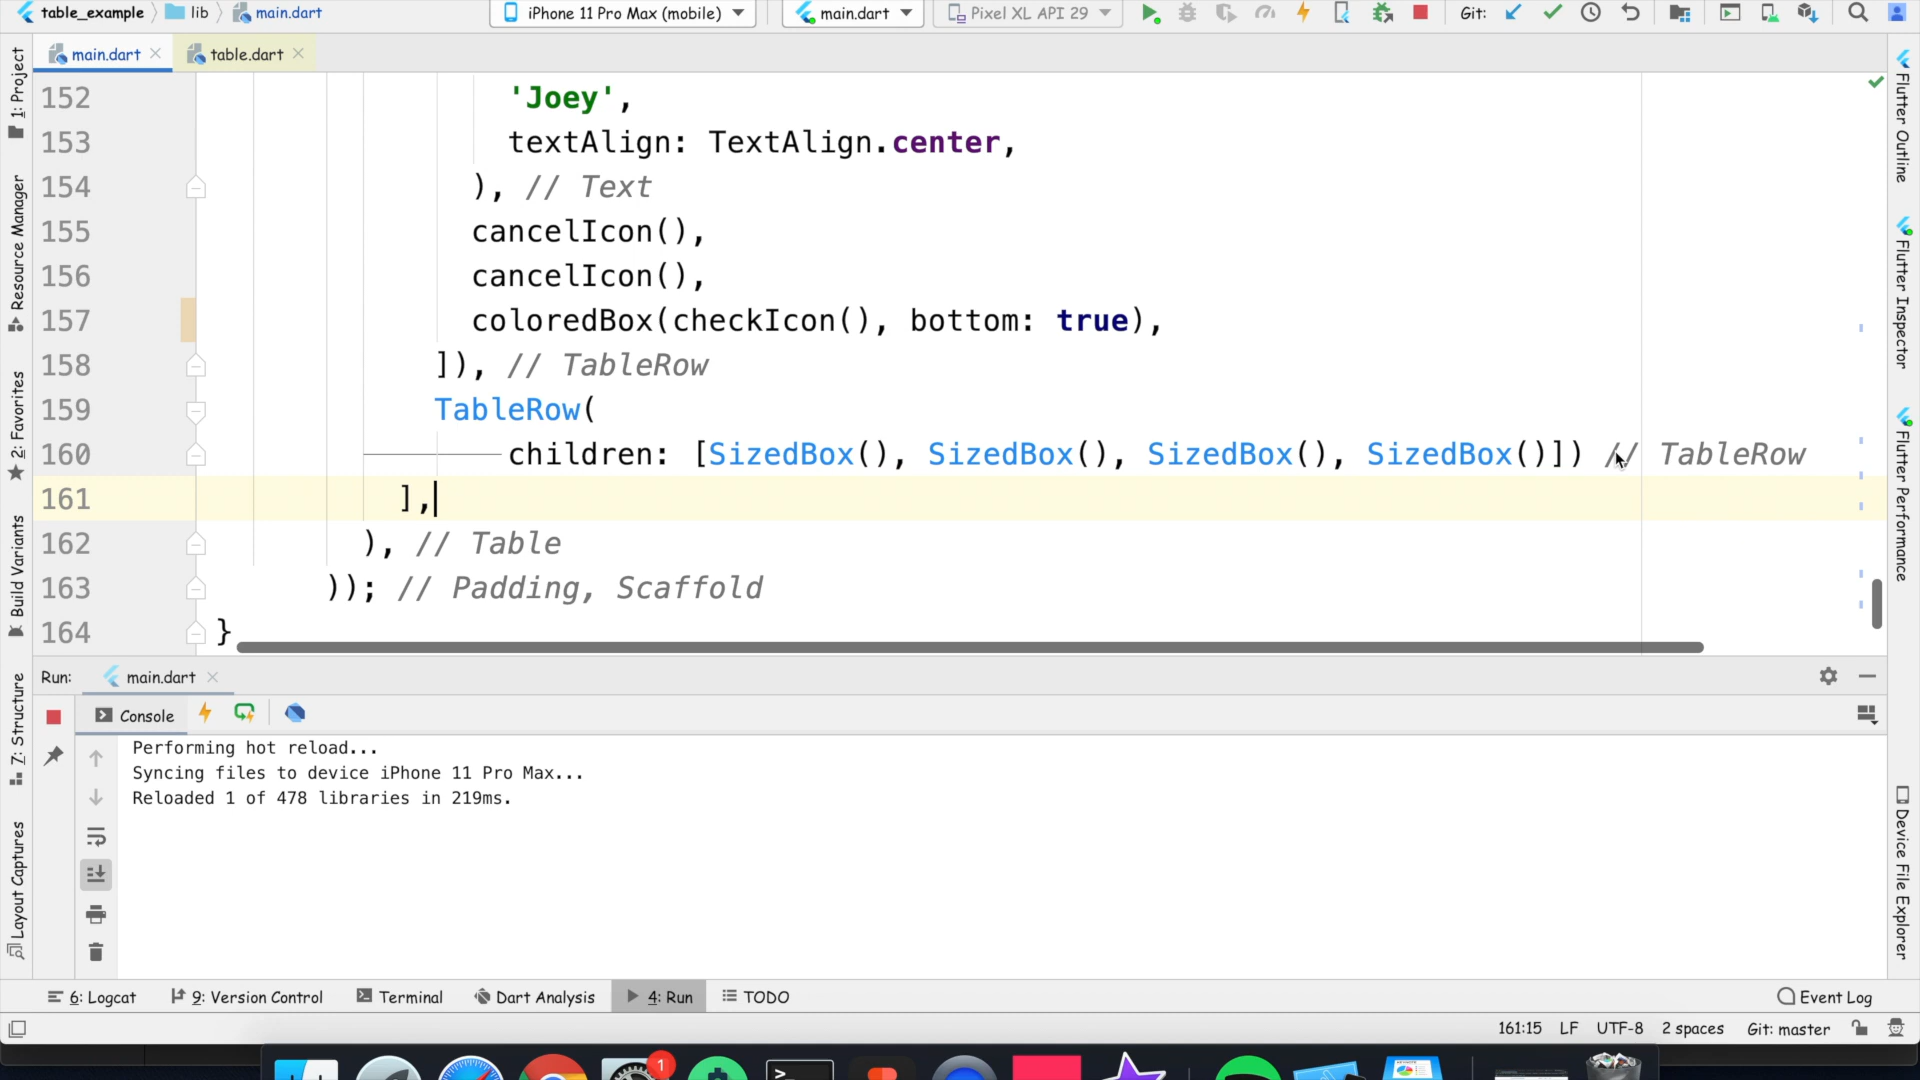 table_example lib main.dart iPhone 11 Pro Max (mobile) main.dart Pixel XL API 29 Git:
main.dart table.dart
152 'Joey',
153 textAlign: TextAlign.center,
154 ), // Text
155 cancelIcon(),
156 cancelIcon(),
157 coloredBox(checkIcon(), bottom: true),
158 ]), // TableRow
159 TableRow(
160 children: [SizedBox(), SizedBox(), SizedBox(), SizedBox()]) // TableRow
161 ],
162 ), // Table
163 )); // Padding, Scaffold
164 }
1: Project
Resource Manager
2: Favorites
Build Variants
7: Structure
Layout Captures
Flutter Outline
Flutter Inspector
Flutter Performance
Device File Explorer
Run: main.dart
Console
Performing hot reload...
Syncing files to device iPhone 11 Pro Max...
Reloaded 1 of 478 libraries in 219ms.
6: Logcat 9: Version Control Terminal Dart Analysis 4: Run TODO Event Log
161:15 LF UTF-8 2 spaces Git: master
1